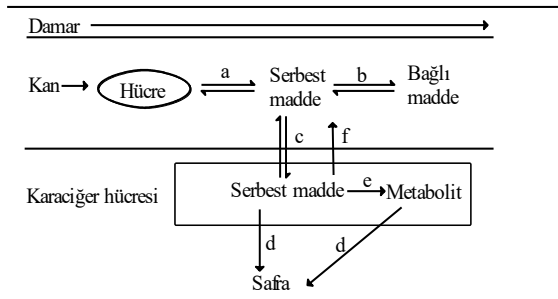 Damar
Kan
Hücre
a
Serbest
madde
b
Bağlı
madde
c
f
Karaciğer hücresi
Serbest madde
e
Metabolit
d
d
Safra